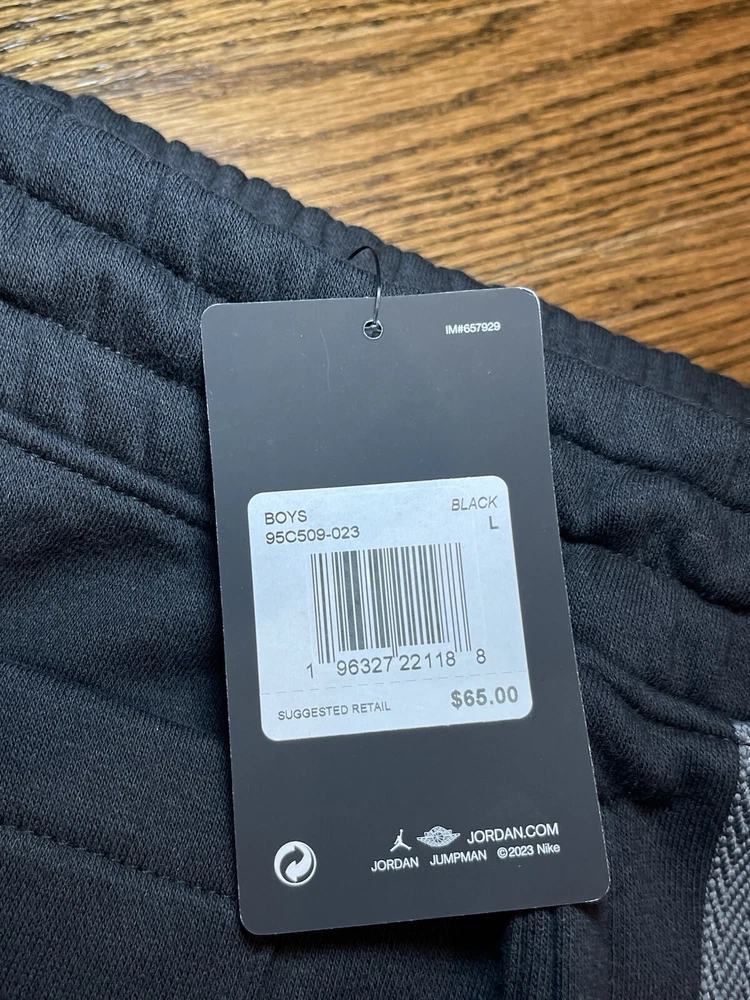 IM#657929
BOYS BLACK
95C509-023 L
1 96327 22118 8
SUGGESTED RETAIL $65.00
JORDAN.COM
JORDAN JUMPMAN ©2023 Nike